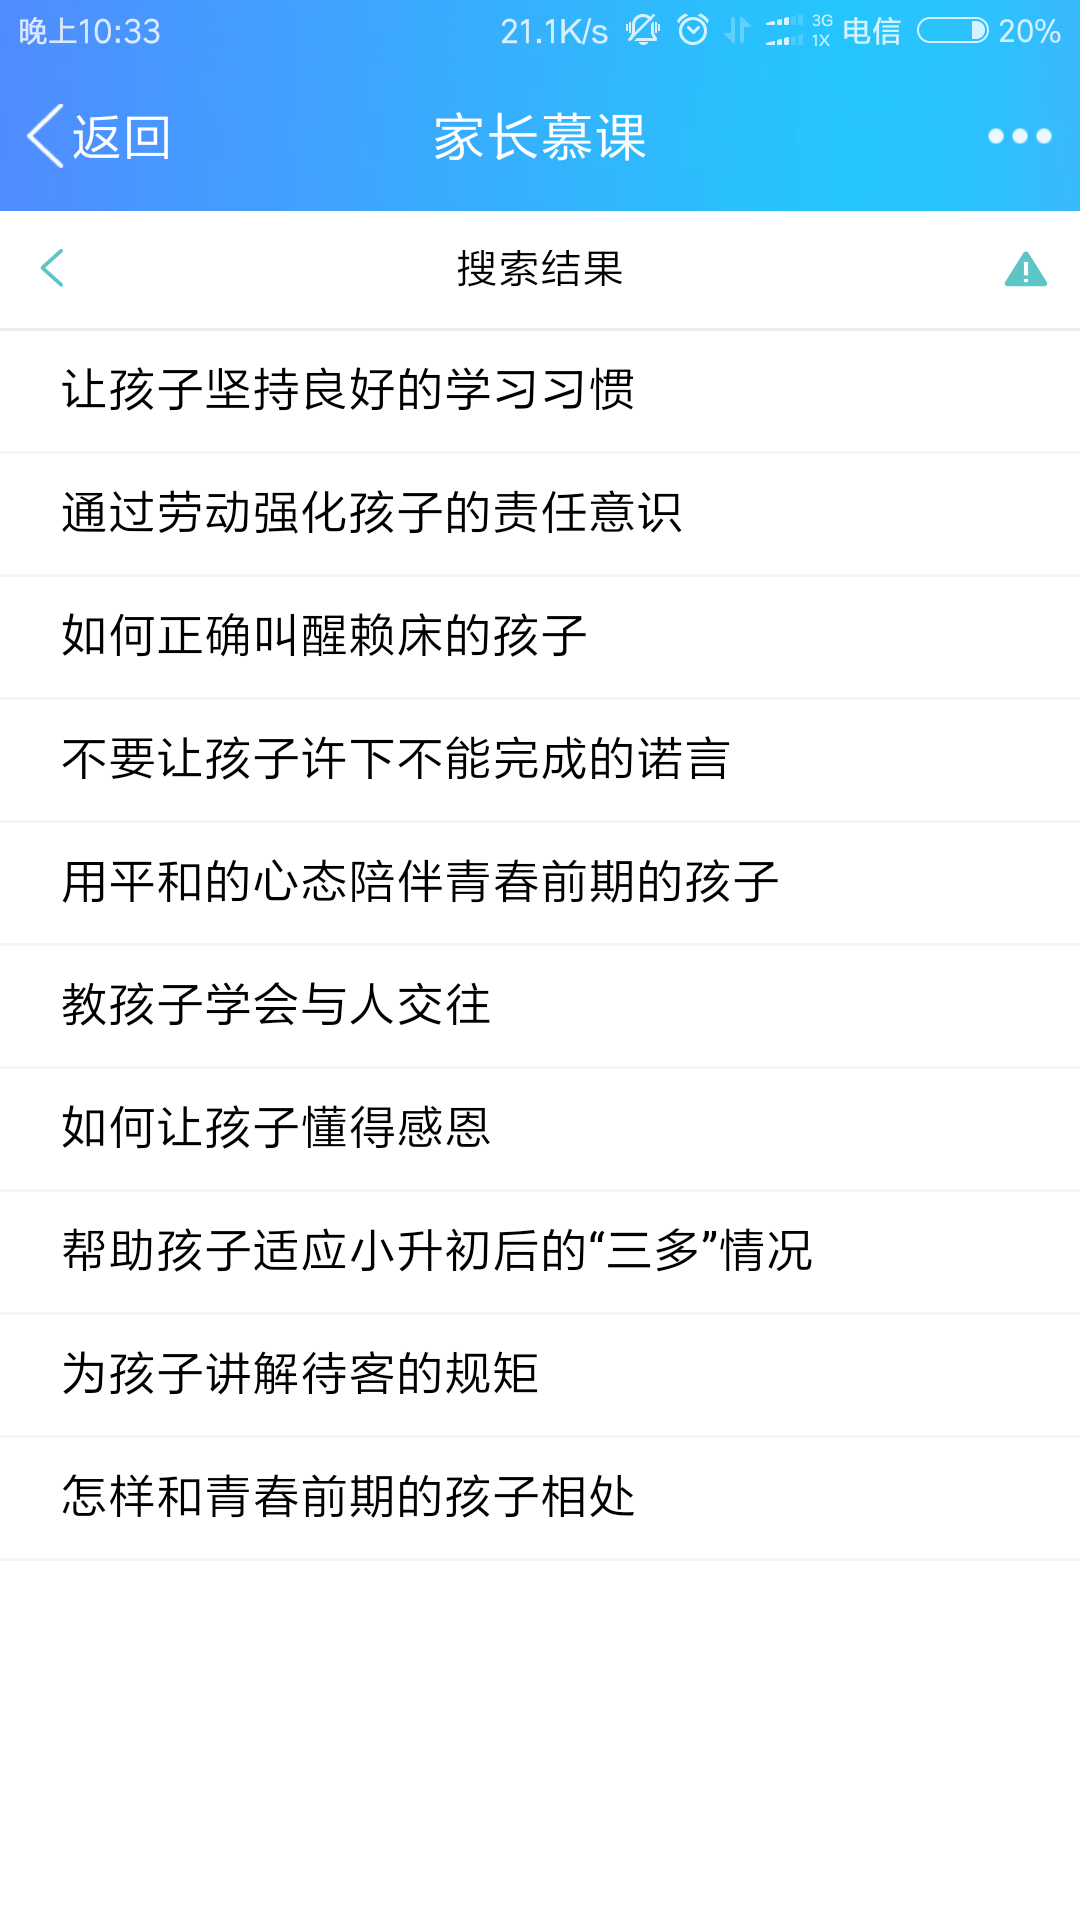 晚上10:33 21.1K/s 3G 1X 电信 20%
返回 家长慕课
搜索结果
让孩子坚持良好的学习习惯
通过劳动强化孩子的责任意识
如何正确叫醒赖床的孩子
不要让孩子许下不能完成的诺言
用平和的心态陪伴青春前期的孩子
教孩子学会与人交往
如何让孩子懂得感恩
帮助孩子适应小升初后的“三多”情况
为孩子讲解待客的规矩
怎样和青春前期的孩子相处